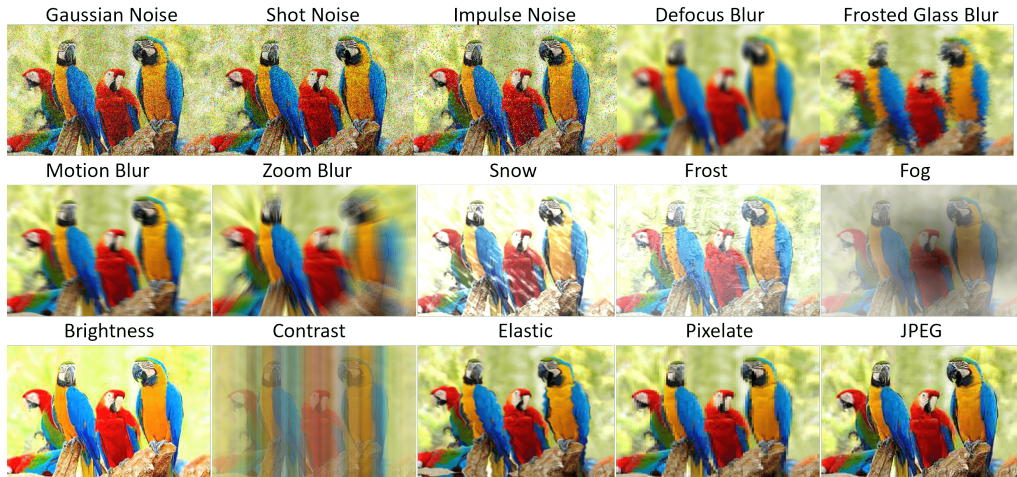 Gaussian Noise
Shot Noise
Impulse Noise
Defocus Blur
Frosted Glass Blur
Motion Blur
Zoom Blur
Snow
Frost
Fog
Brightness
Contrast
Elastic
Pixelate
JPEG